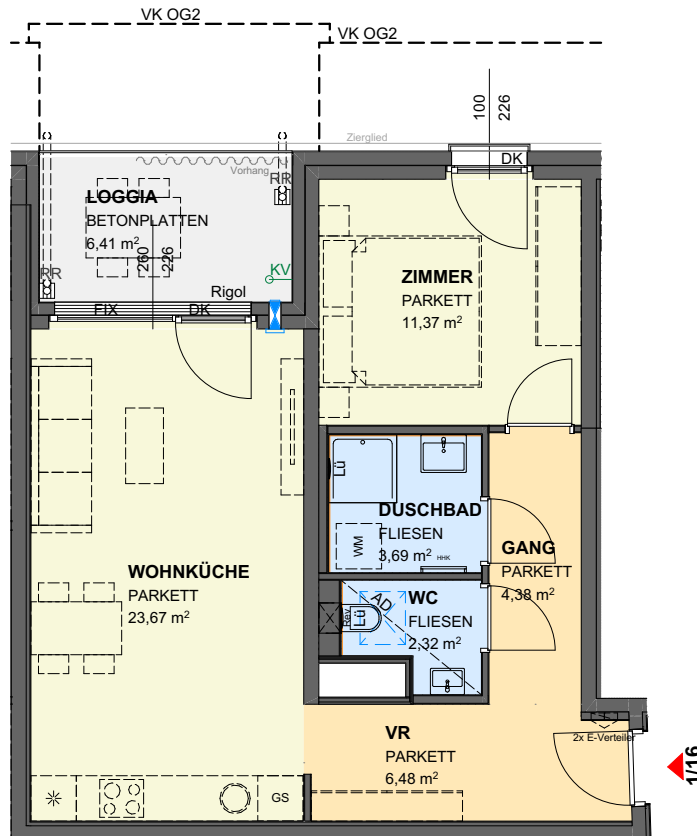 VK OG2
VK OG2
100
226
Zierglied
DK
Vorhang
RR
LOGGIA
BETONPLATTEN
6,41 m²
260
226
RR
KV
Rigol
FIX
DK
ZIMMER
PARKETT
11,37 m²
Lü
DUSCHBAD
FLIESEN
3,69 m²
HHK
WM
GANG
PARKETT
4,38 m²
WOHNKÜCHE
PARKETT
23,67 m²
WC
FLIESEN
2,32 m²
AD
X
Rev.
Lü
VR
PARKETT
6,48 m²
2x E-Verteiler
1/16
GS